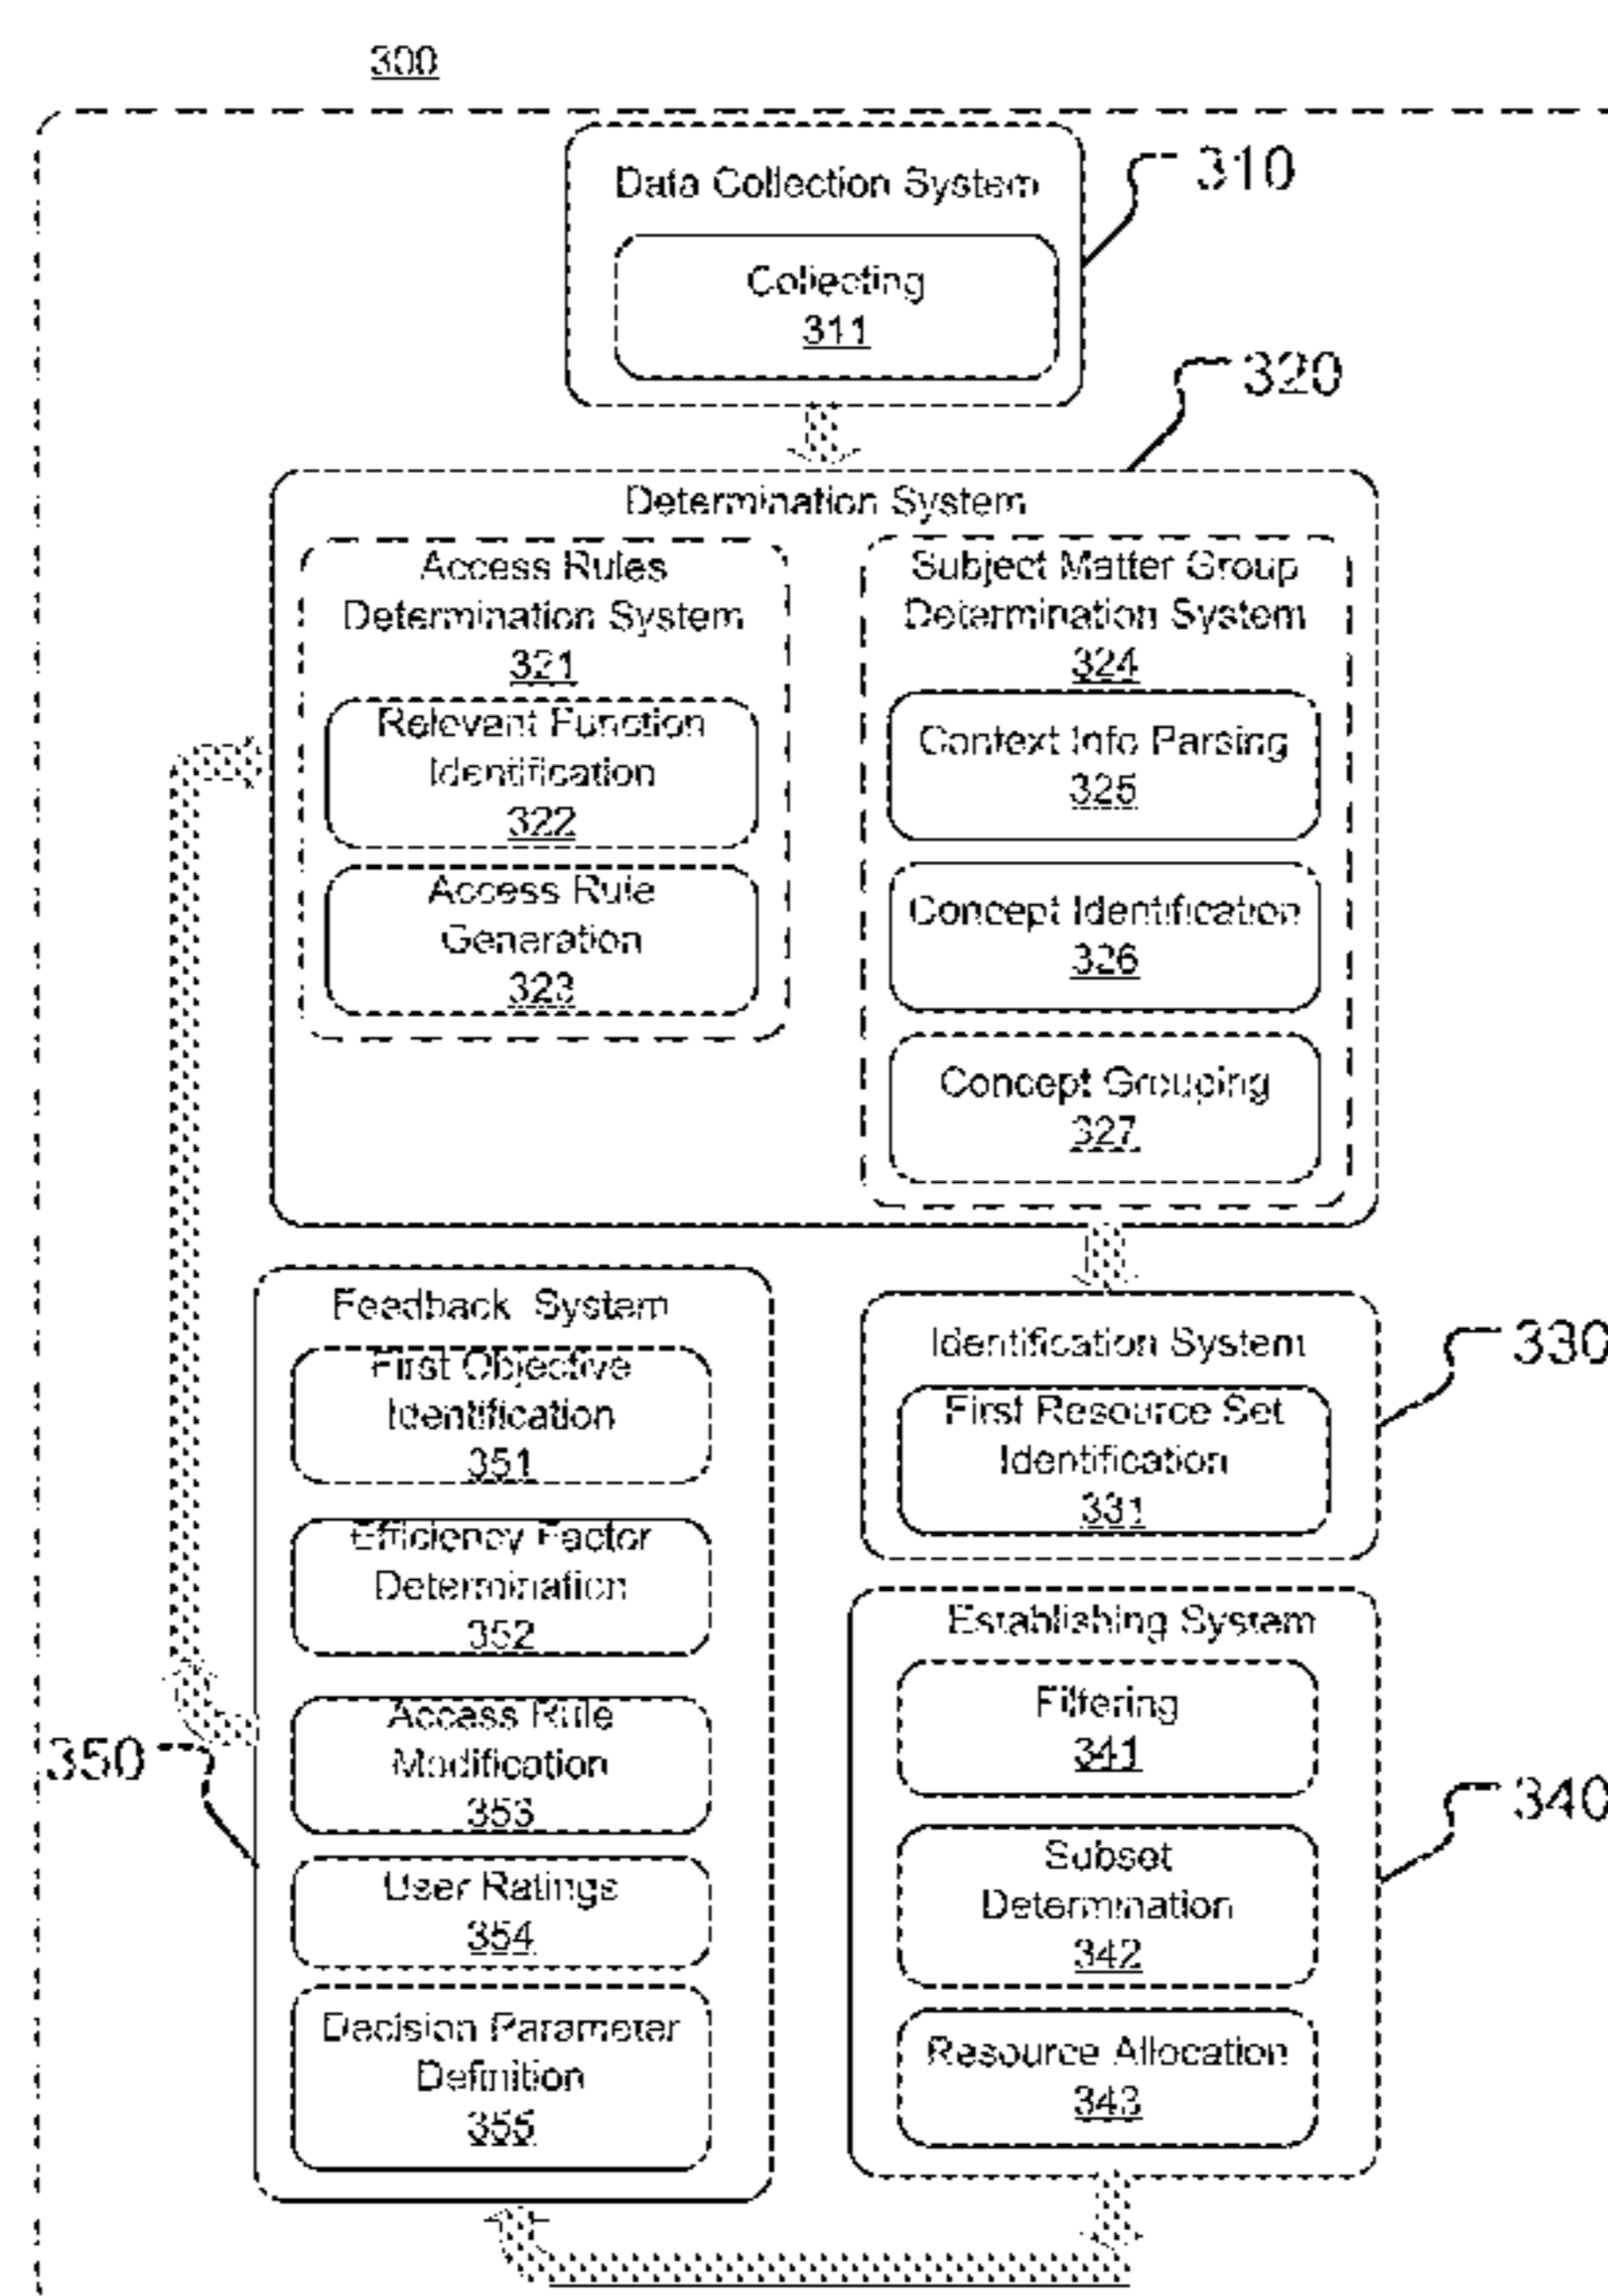 300
Data Collection System
310
Collecting
311
320
Determination System
Access Rules
Determination System
321
Relevant Function
Identification
322
Access Rule
Generation
323
Subject Matter Group
Determination System
324
Context Info Parsing
325
Concept Identification
326
Concept Grouping
327
Feedback System
First Objective
Identification
351
Efficiency Factor
Determination
352
Access Rule
Modification
353
User Ratings
354
Decision Parameter
Definition
355
350
Identification System
First Resource Set
Identification
331
330
Establishing System
Filtering
341
Subset
Determination
342
Resource Allocation
343
340